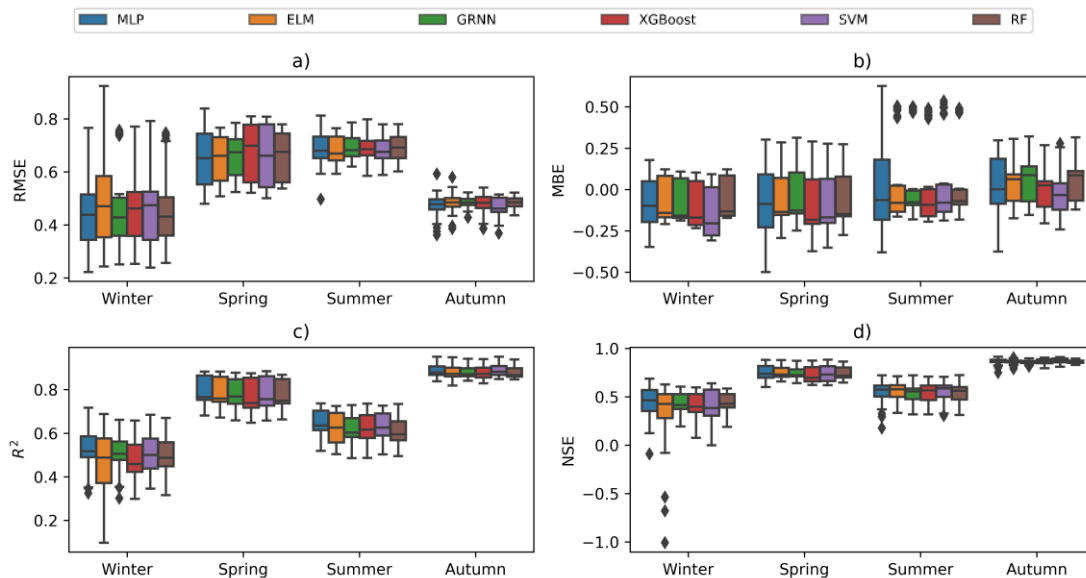 MLP ELM GRNN XGBoost SVM RF
a)
RMSE
0.8
0.6
0.4
0.2
Winter Spring Summer Autumn
b)
MBE
0.50
0.25
0.00
−0.25
−0.50
Winter Spring Summer Autumn
c)
R²
0.8
0.6
0.4
0.2
Winter Spring Summer Autumn
d)
NSE
1.0
0.5
0.0
−0.5
−1.0
Winter Spring Summer Autumn